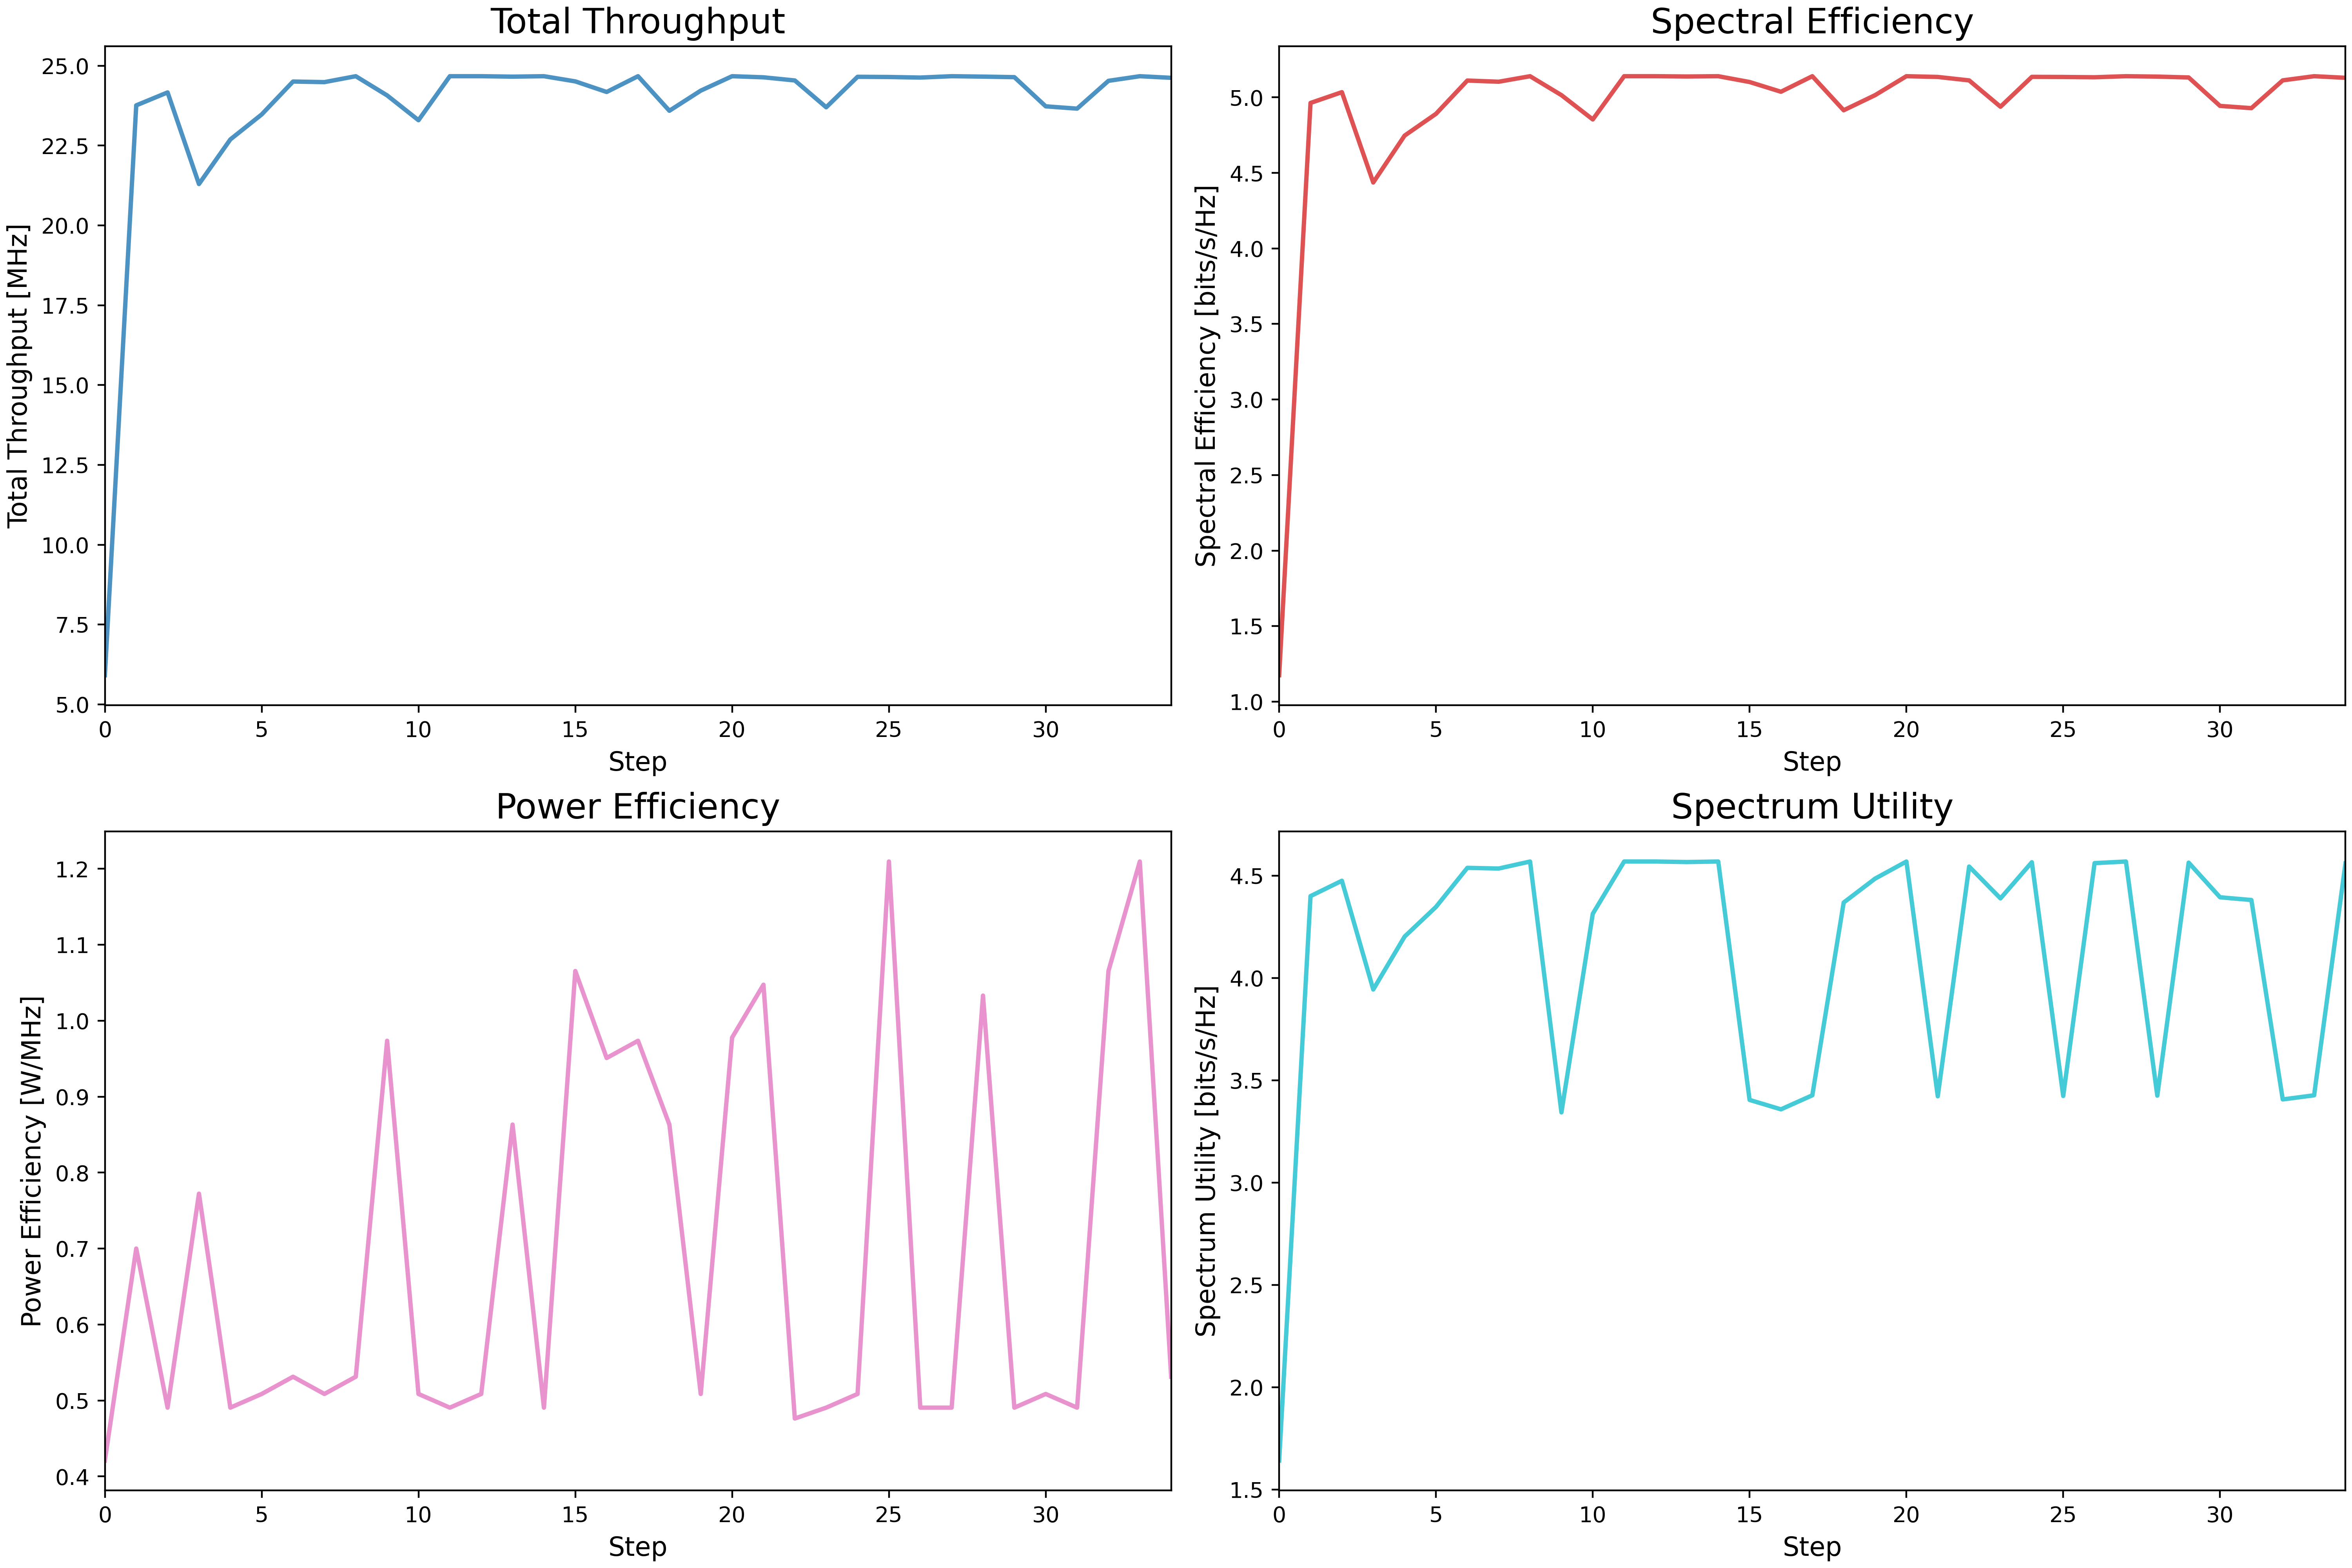 Total Throughput
Total Throughput [MHz]
25.0
22.5
20.0
17.5
15.0
12.5
10.0
7.5
5.0
0 5 10 15 20 25 30
Step
Spectral Efficiency
Spectral Efficiency [bits/s/Hz]
5.0
4.5
4.0
3.5
3.0
2.5
2.0
1.5
1.0
0 5 10 15 20 25 30
Step
Power Efficiency
Power Efficiency [W/MHz]
1.2
1.1
1.0
0.9
0.8
0.7
0.6
0.5
0.4
0 5 10 15 20 25 30
Step
Spectrum Utility
Spectrum Utility [bits/s/Hz]
4.5
4.0
3.5
3.0
2.5
2.0
1.5
0 5 10 15 20 25 30
Step